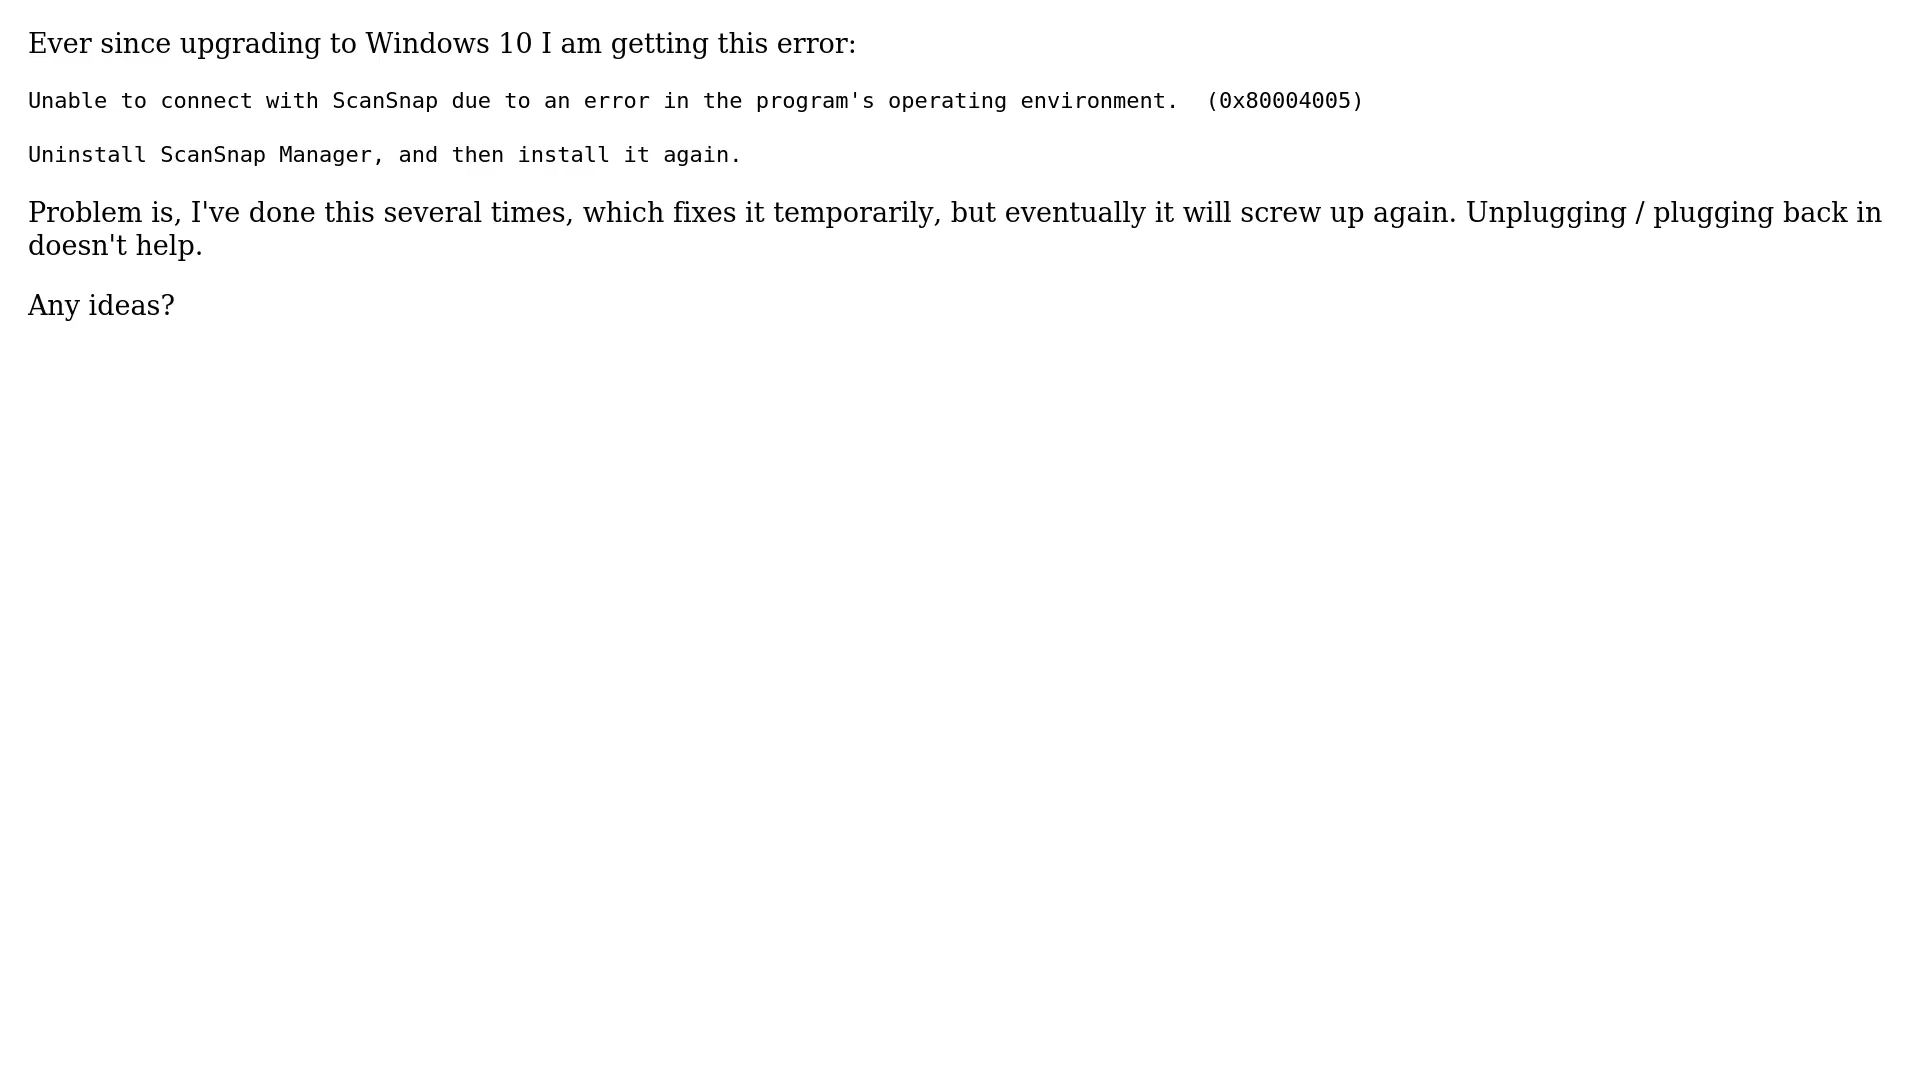 Ever since upgrading to Windows 10 I am getting this error:
Unable to connect with ScanSnap due to an error in the program's operating environment.  (0x80004005)
Uninstall ScanSnap Manager, and then install it again.
Problem is, I've done this several times, which fixes it temporarily, but eventually it will screw up again. Unplugging / plugging back in
doesn't help.
Any ideas?